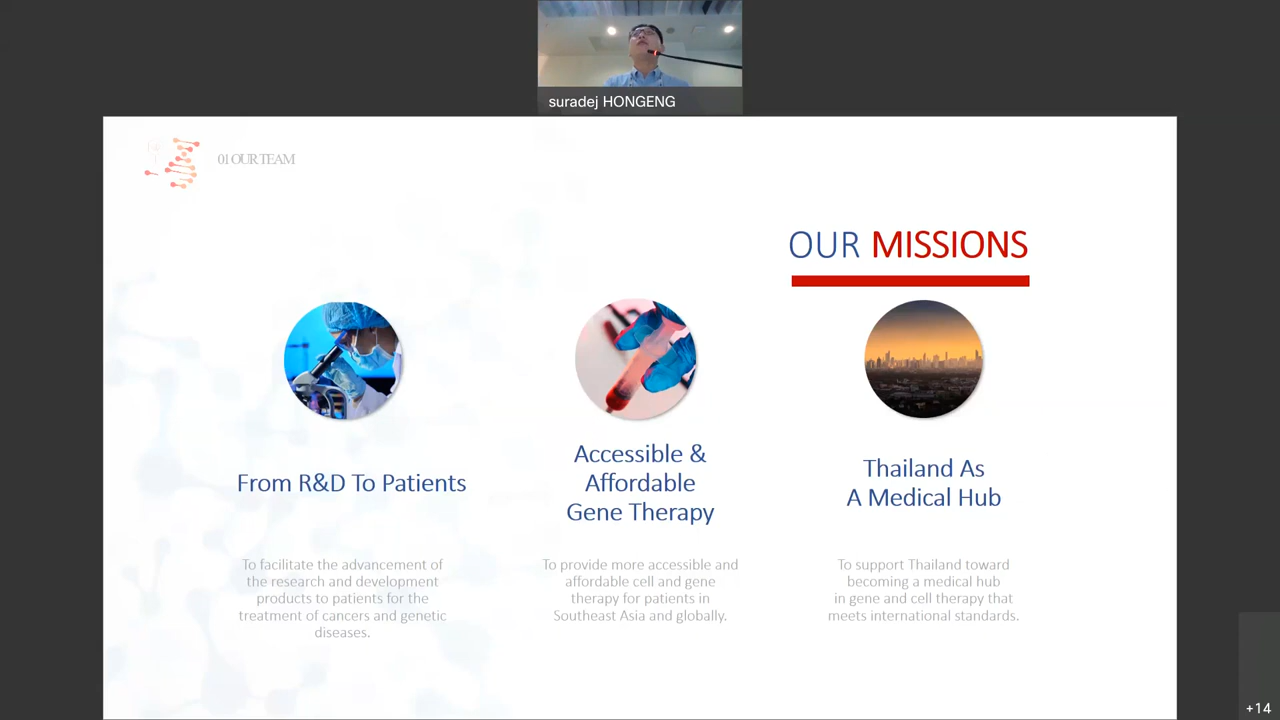 suradej HONGENG
01 OUR TEAM
OUR MISSIONS
From R&D To Patients
To facilitate the advancement of
the research and development
products to patients for the
treatment of cancers and genetic
diseases.
Accessible &
Affordable
Gene Therapy
To provide more accessible and
affordable cell and gene
therapy for patients in
Southeast Asia and globally.
Thailand As
A Medical Hub
To support Thailand toward
becoming a medical hub
in gene and cell therapy that
meets international standards.
+14